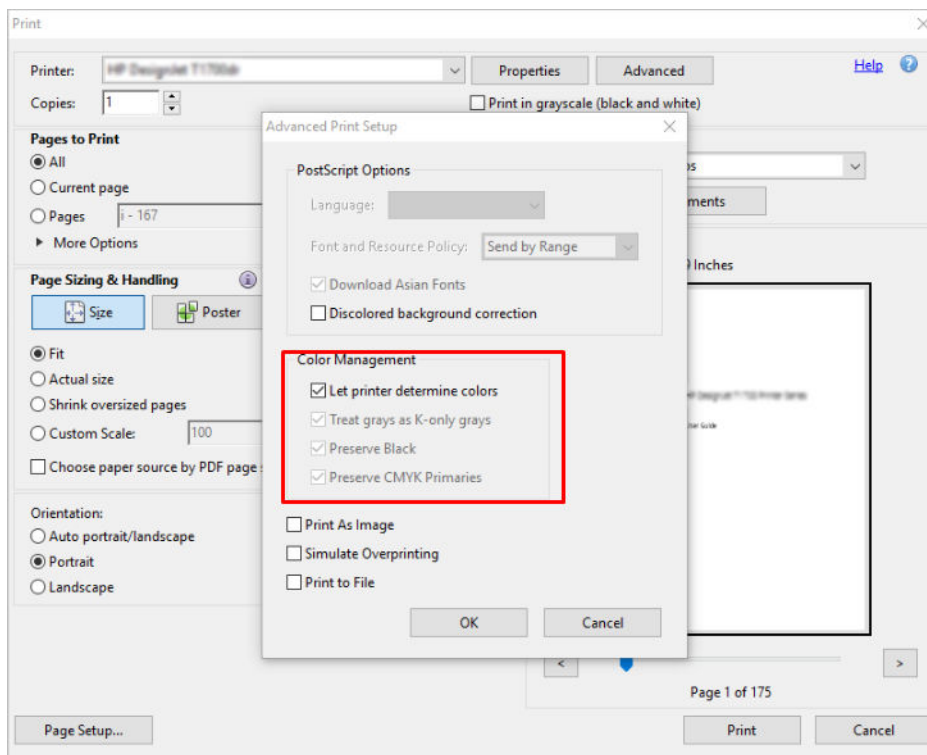 Print
Printer:
Properties
Advanced
Help
Copies:
1
Print in grayscale (black and white)
Pages to Print
All
Current page
Pages
i - 167
More Options
Page Sizing & Handling
Size
Poster
Fit
Actual size
Shrink oversized pages
Custom Scale:
100
Choose paper source by PDF page
Orientation:
Auto portrait/landscape
Portrait
Landscape
Advanced Print Setup
PostScript Options
Language:
Font and Resource Policy:
Send by Range
Download Asian Fonts
Discolored background correction
Color Management
Let printer determine colors
Treat grays as K-only grays
Preserve Black
Preserve CMYK Primaries
Print As Image
Simulate Overprinting
Print to File
OK
Cancel
Inches
Guide
<
>
Page 1 of 175
Page Setup...
Print
Cancel